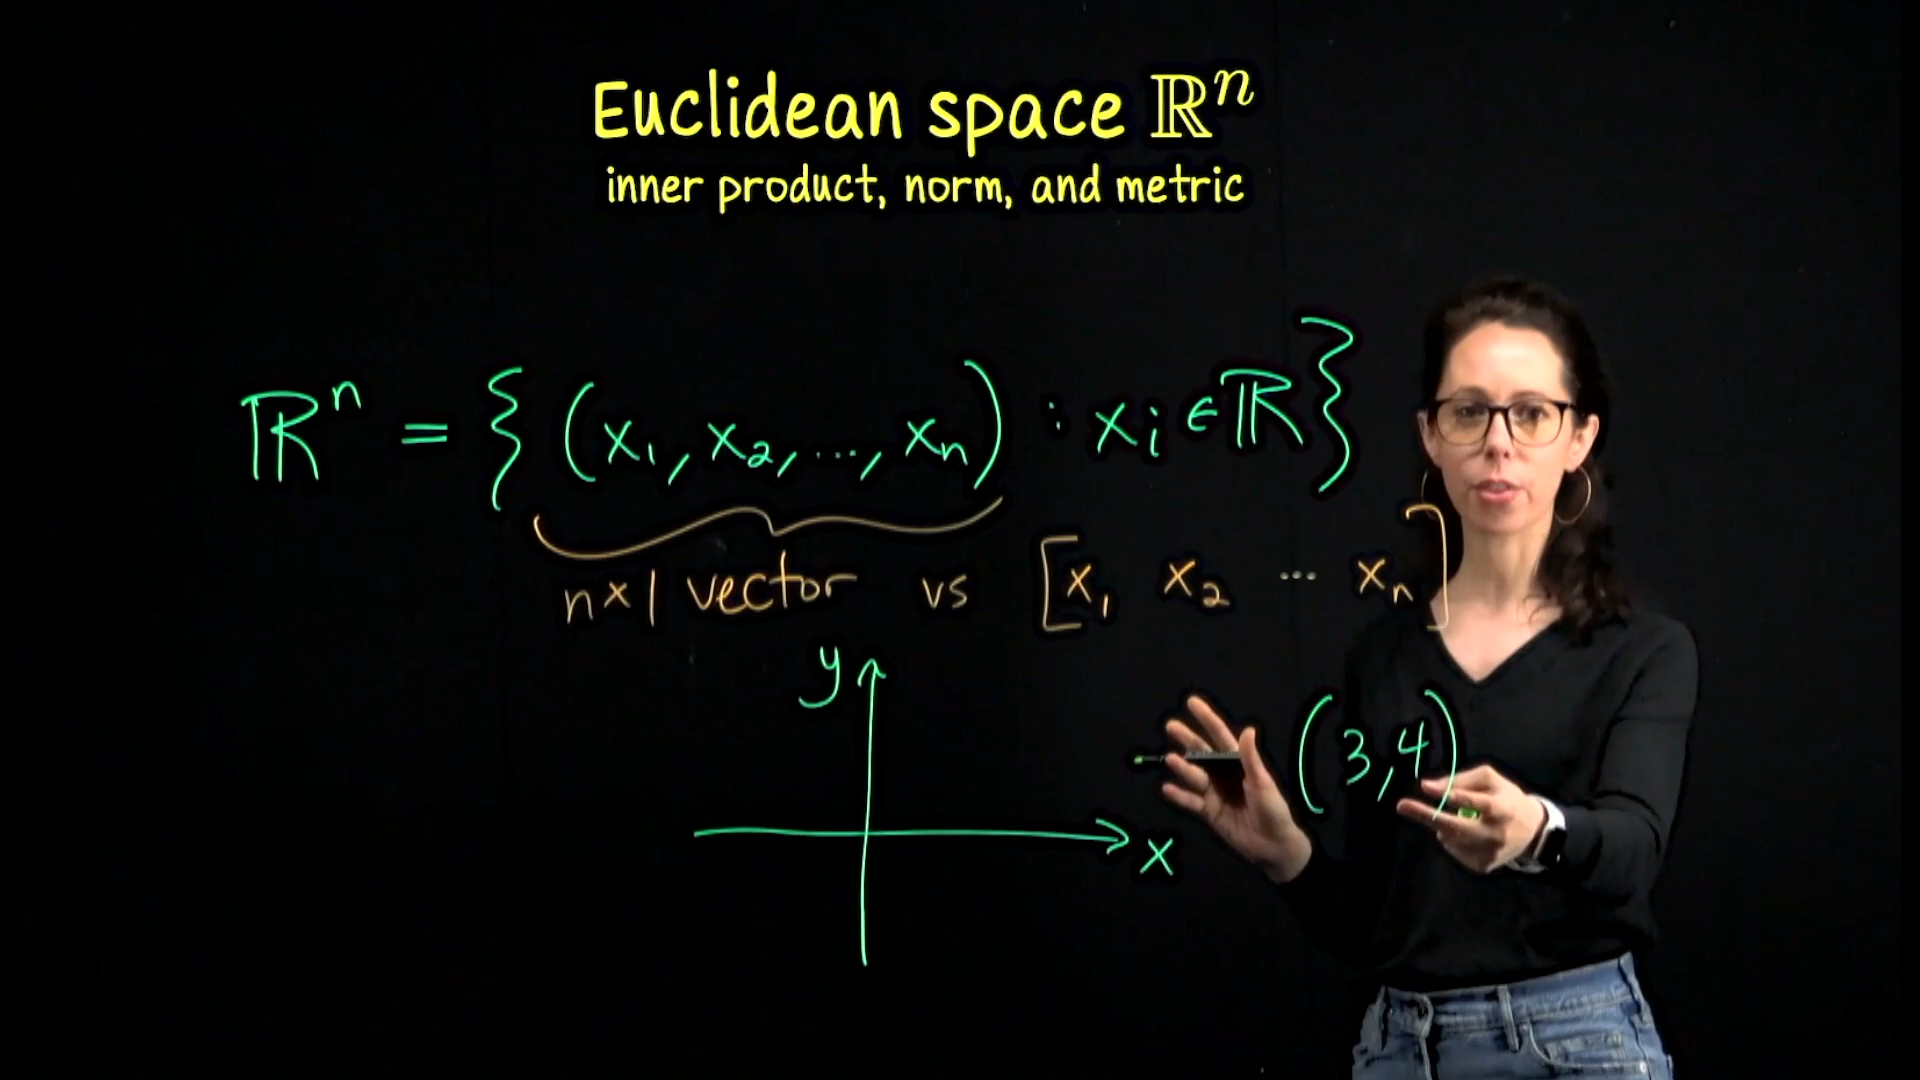 Euclidean space ℝⁿ
inner product, norm, and metric
ℝⁿ = { (x₁, x₂, ..., xₙ) : xᵢ ∈ ℝ }
n×1 vector vs [x₁ x₂ ... xₙ]
y
(3,4)
x